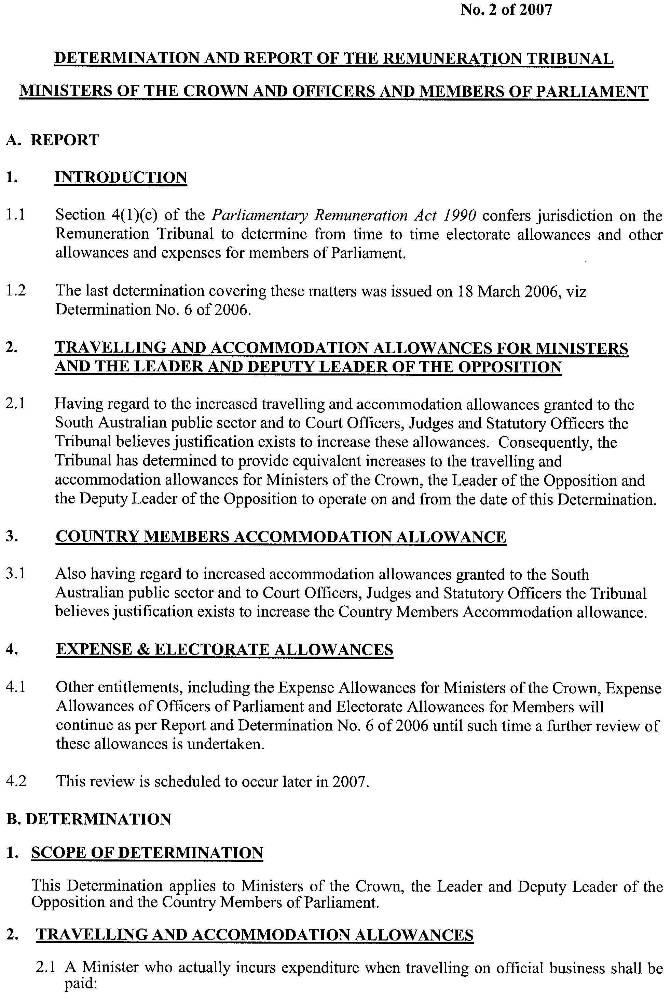 No. 2 of 2007
DETERMINATION AND REPORT OF THE REMUNERATION TRIBUNAL
MINISTERS OF THE CROWN AND OFFICERS AND MEMBERS OF PARLIAMENT
A. REPORT
1. INTRODUCTION
1.1 Section 4(1)(c) of the Parliamentary Remuneration Act 1990 confers jurisdiction on the
Remuneration Tribunal to determine from time to time electorate allowances and other
allowances and expenses for members of Parliament.
1.2 The last determination covering these matters was issued on 18 March 2006, viz
Determination No. 6 of 2006.
2. TRAVELLING AND ACCOMMODATION ALLOWANCES FOR MINISTERS
AND THE LEADER AND DEPUTY LEADER OF THE OPPOSITION
2.1 Having regard to the increased travelling and accommodation allowances granted to the
South Australian public sector and to Court Officers, Judges and Statutory Officers the
Tribunal believes justification exists to increase these allowances. Consequently, the
Tribunal has determined to provide equivalent increases to the travelling and
accommodation allowances for Ministers of the Crown, the Leader of the Opposition and
the Deputy Leader of the Opposition to operate on and from the date of this Determination.
3. COUNTRY MEMBERS ACCOMMODATION ALLOWANCE
3.1 Also having regard to increased accommodation allowances granted to the South
Australian public sector and to Court Officers, Judges and Statutory Officers the Tribunal
believes justification exists to increase the Country Members Accommodation allowance.
4. EXPENSE & ELECTORATE ALLOWANCES
4.1 Other entitlements, including the Expense Allowances for Ministers of the Crown, Expense
Allowances of Officers of Parliament and Electorate Allowances for Members will
continue as per Report and Determination No. 6 of 2006 until such time a further review of
these allowances is undertaken.
4.2 This review is scheduled to occur later in 2007.
B. DETERMINATION
1. SCOPE OF DETERMINATION
This Determination applies to Ministers of the Crown, the Leader and Deputy Leader of the
Opposition and the Country Members of Parliament.
2. TRAVELLING AND ACCOMMODATION ALLOWANCES
2.1 A Minister who actually incurs expenditure when travelling on official business shall be
paid: